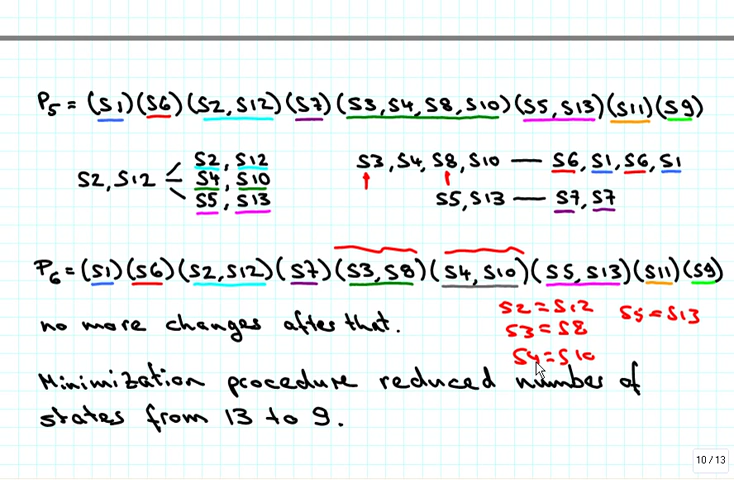 P5 = (S1)(S6)(S2,S12)(S7)(S3,S4,S8,S10)(S5,S13)(S11)(S9)
S2,S12
S2, S12
S4, S10
S5, S13
S3,S4,S8,S10 — S6,S1,S6,S1
S5,S13 — S7,S7
P6 = (S1)(S6)(S2,S12)(S7)(S3,S8)(S4,S10)(S5,S13)(S11)(S9)
S2=S12 S5=S13
S3=S8
S4=S10
no more changes after that.
Minimization procedure reduced number of
states from 13 to 9.
10 / 13